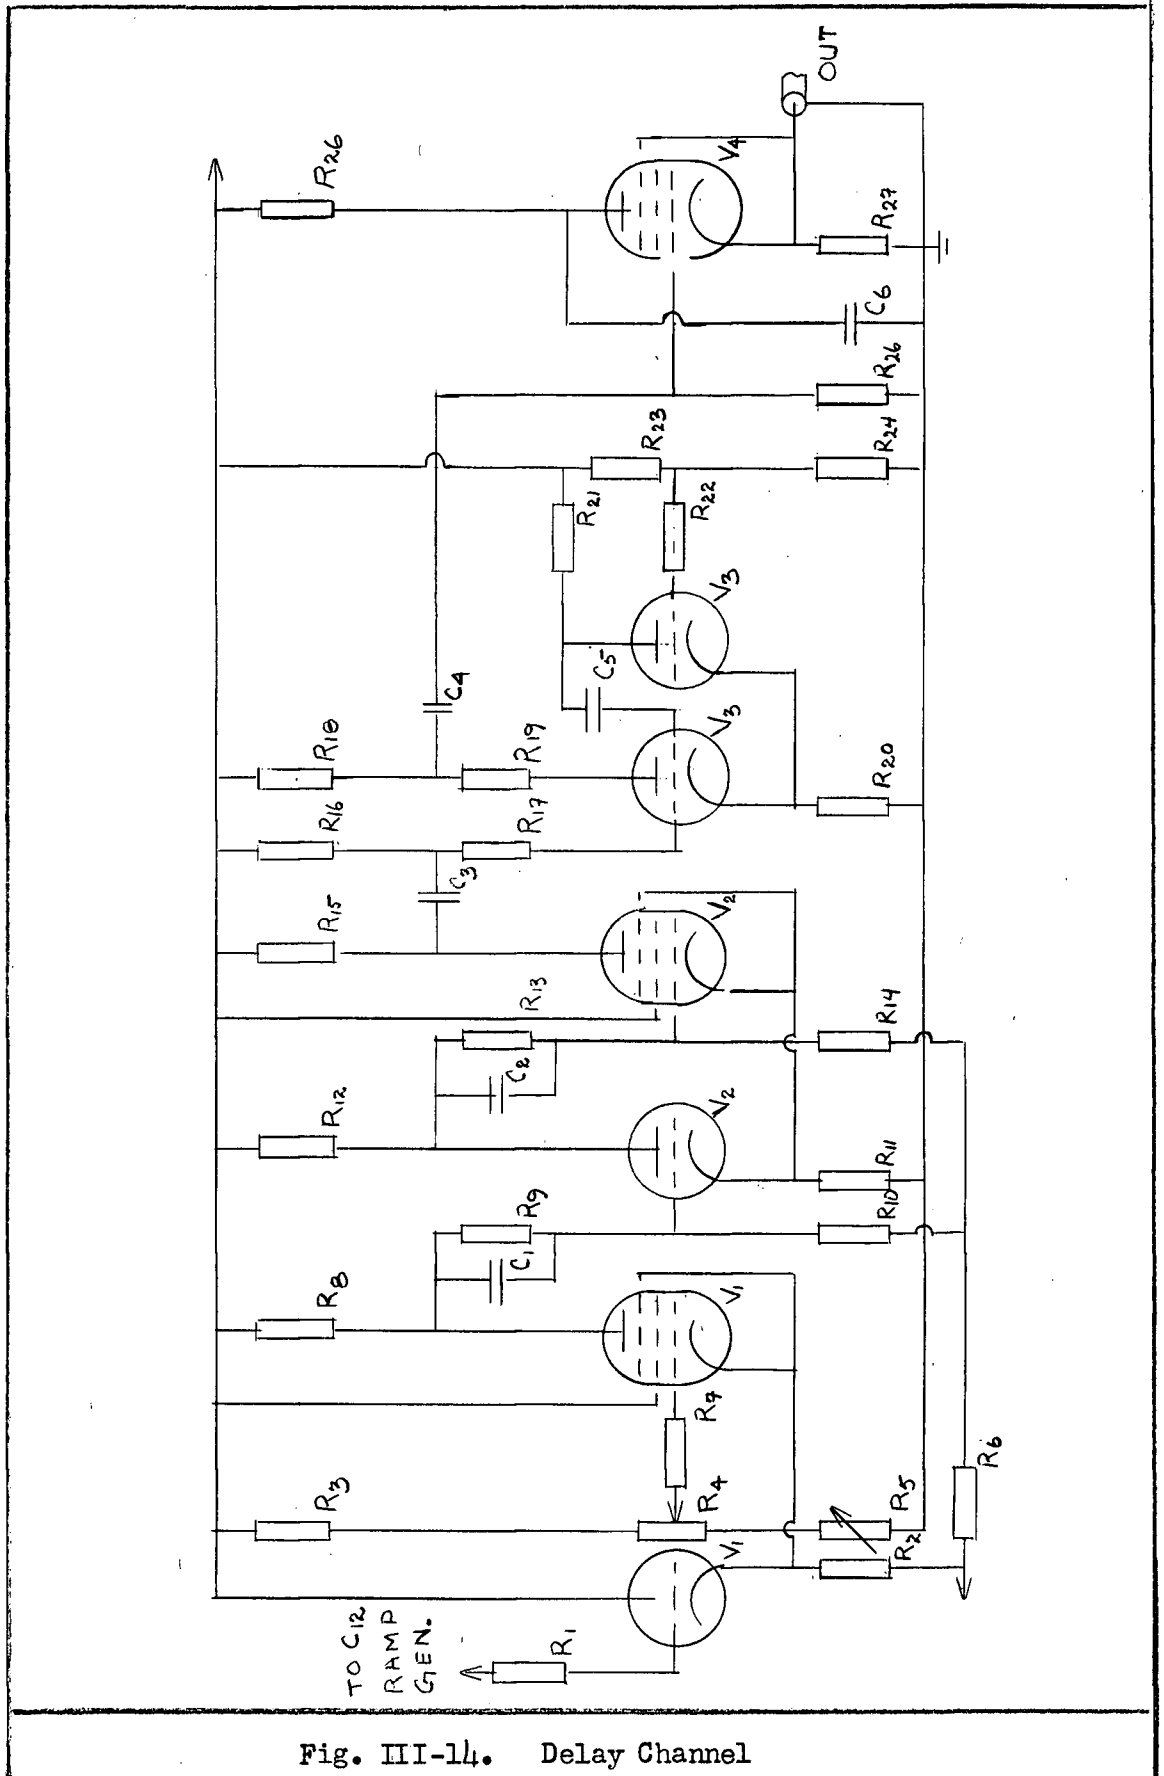 OUT
R26
V4
R27
C6
R26
R24
R23
R21
R22
V3
C5
C4
R18
R19
V3
R20
R16
R17
C3
R15
V2
R13
C2
R14
R12
V2
R11
R10
R9
C1
R8
V1
R7
R3
R4
R5
R6
R2
V1
R1
TO C12
RAMP
GEN.
Fig. III-14. Delay Channel